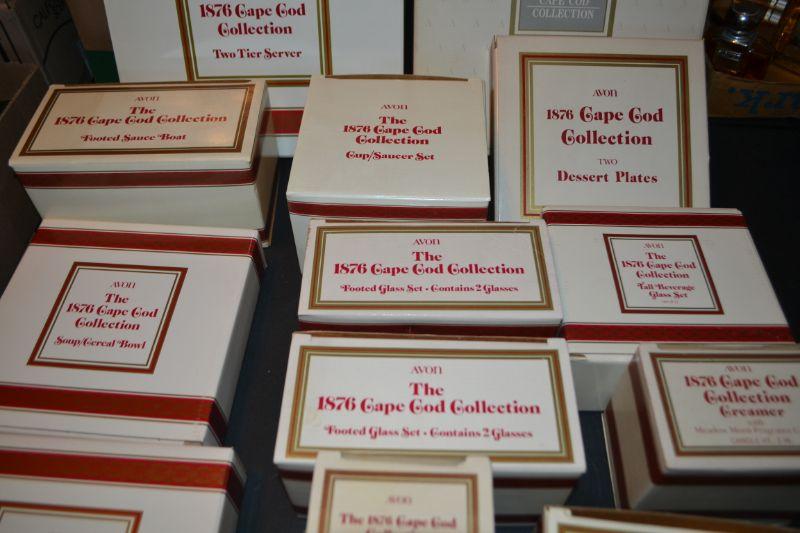 1876 Cape Cod
Collection
Two Tier Server
CAPE COD
COLLECTION
AVON
The
1876 Cape Cod Collection
Footed Sauce Boat
AVON
The
1876 Cape Cod
Collection
Cup/Saucer Set
AVON
1876 Cape Cod
Collection
TWO
Dessert Plates
AVON
The
1876 Cape Cod
Collection
Soup/Cereal Bowl
AVON
The
1876 Cape Cod Collection
Footed Glass Set • Contains 2 Glasses
AVON
The
1876 Cape Cod
Collection
Tall Beverage
Glass Set
AVON
The
1876 Cape Cod Collection
Footed Glass Set • Contains 2 Glasses
AVON
The 1876 Cape Cod
Collection
Creamer
with
AVON
The 1876 Cape Cod